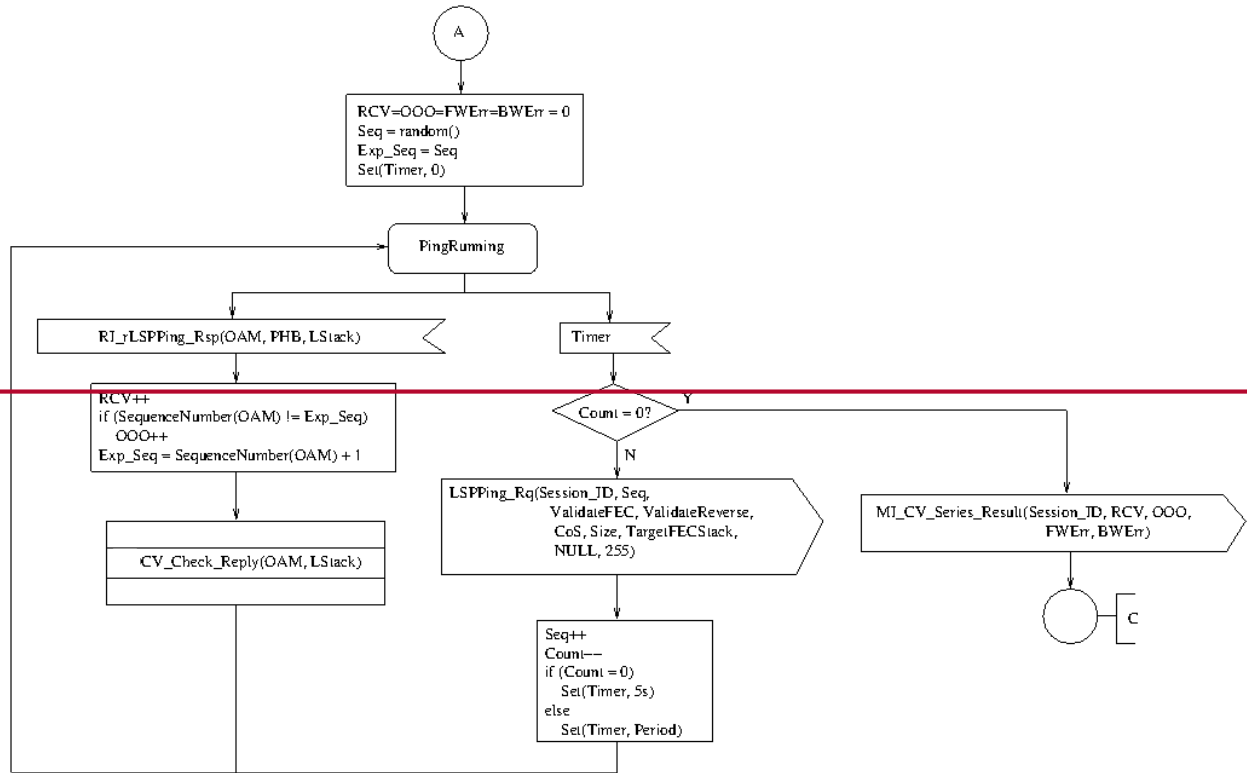 A
RCV=OOO=FWErr=BWErr = 0
Seq = random()
Exp_Seq = Seq
Set(Timer, 0)
PingRunning
RI_rLSPPing_Rsp(OAM, PHB, LStack)
Timer
RCV++
if (SequenceNumber(OAM) != Exp_Seq)
OOO++
Exp_Seq = SequenceNumber(OAM) + 1
Count = 0?
Y
N
CV_Check_Reply(OAM, LStack)
LSPPing_Rq(Session_ID, Seq,
ValidateFEC, ValidateReverse,
CoS, Size, TargetFECStack,
NULL, 255)
MI_CV_Series_Result(Session_ID, RCV, OOO,
FWErr, BWErr)
C
Seq++
Count--
if (Count = 0)
Set(Timer, 5s)
else
Set(Timer, Period)